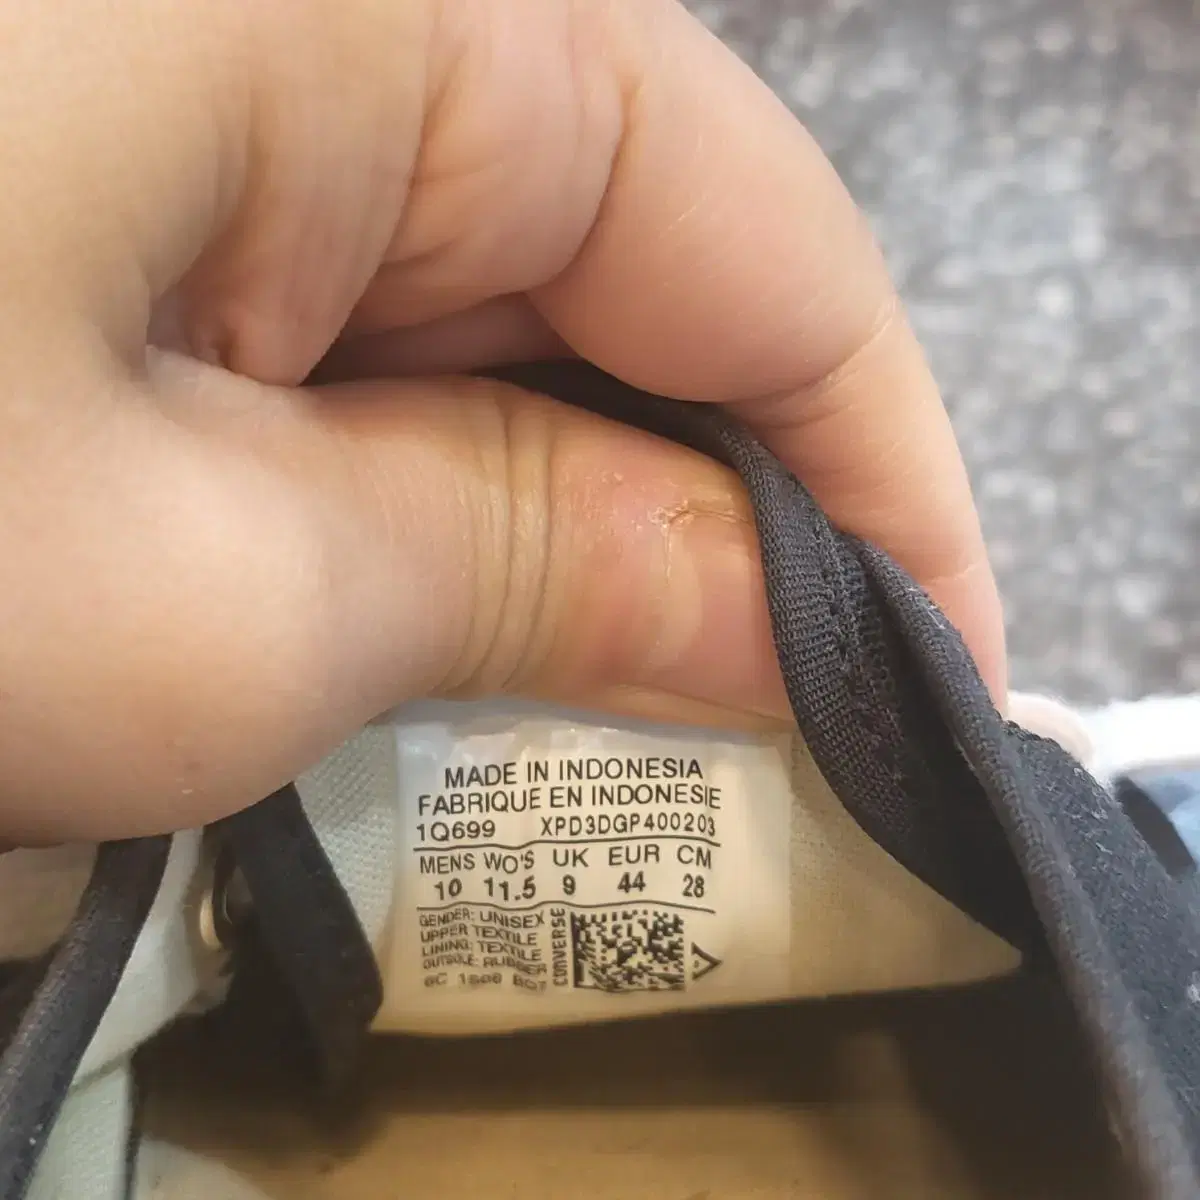 MADE IN INDONESIA
FABRIQUE EN INDONESIE
1Q699 XPD3DGP400203
MENS WO'S UK EUR CM
10 11.5 9 44 28
GENDER: UNISEX
UPPER TEXTILE
LINING: TEXTILE
OUTSOLE: RUBBER
CONVERSE